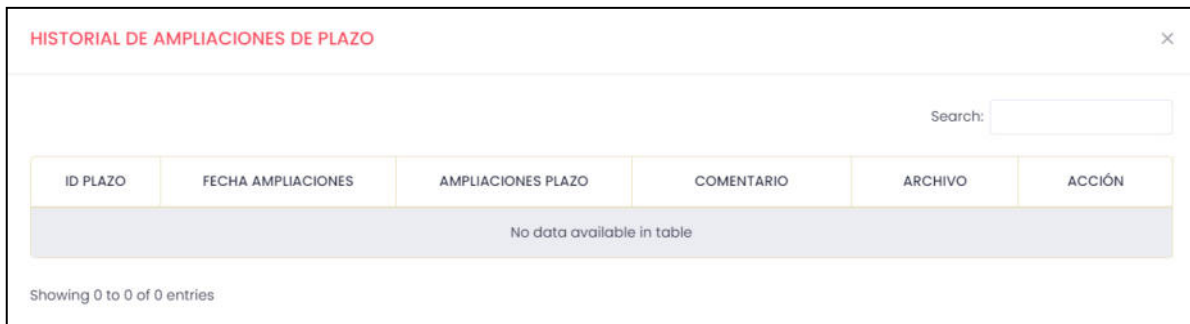 HISTORIAL DE AMPLIACIONES DE PLAZO ×
Search:
ID PLAZO FECHA AMPLIACIONES AMPLIACIONES PLAZO COMENTARIO ARCHIVO ACCIÓN
No data available in table
Showing 0 to 0 of 0 entries